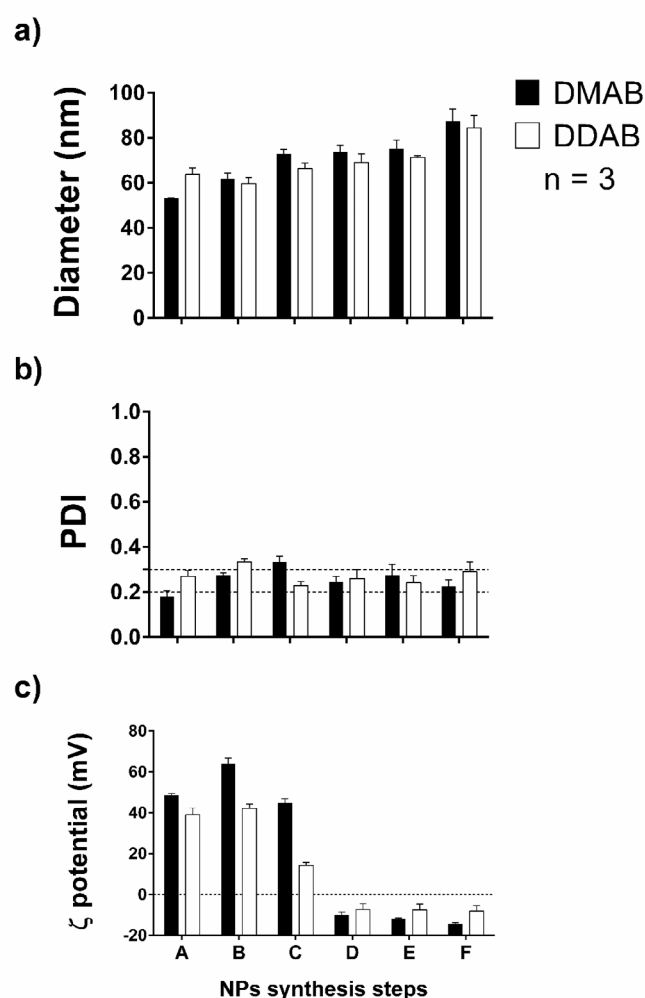 a)
Diameter (nm)
100
80
60
40
20
0
DMAB
DDAB
n = 3
b)
PDI
1.0
0.8
0.6
0.4
0.2
0.0
c)
ζ potential (mV)
80
60
40
20
0
-20
A B C D E F
NPs synthesis steps